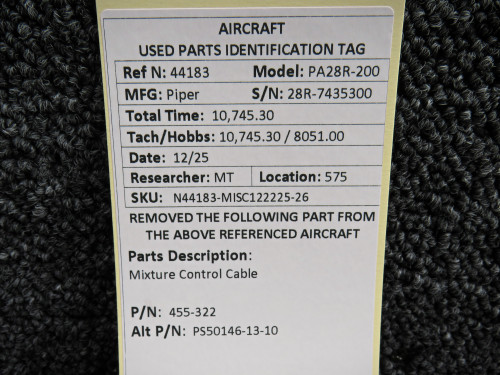 AIRCRAFT
USED PARTS IDENTIFICATION TAG
Ref N: 44183 Model: PA28R-200
MFG: Piper S/N: 28R-7435300
Total Time: 10,745.30
Tach/Hobbs: 10,745.30 / 8051.00
Date: 12/25
Researcher: MT Location: 575
SKU: N44183-MISC122225-26
REMOVED THE FOLLOWING PART FROM
THE ABOVE REFERENCED AIRCRAFT
Parts Description:
Mixture Control Cable
P/N: 455-322
Alt P/N: PS50146-13-10